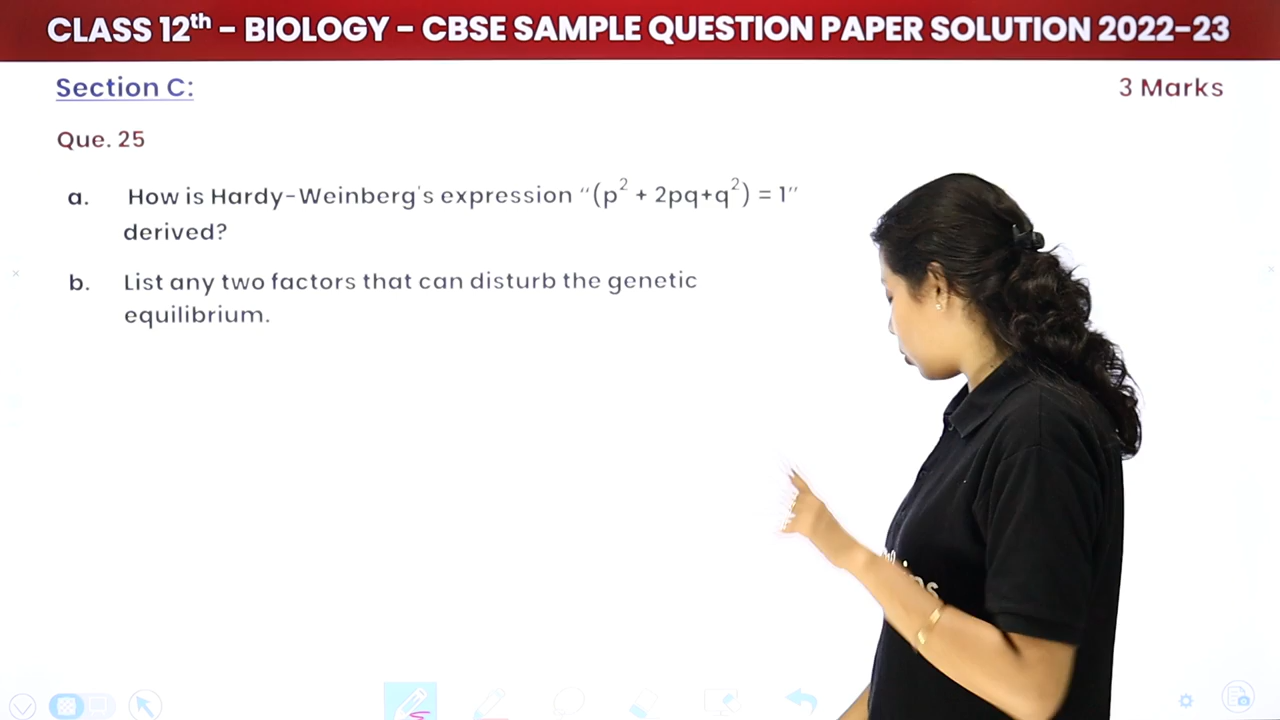 CLASS 12th – BIOLOGY – CBSE SAMPLE QUESTION PAPER SOLUTION 2022–23
Section C:
3 Marks
Que. 25
a. How is Hardy-Weinberg's expression “(p² + 2pq+q²) = 1”
derived?
b. List any two factors that can disturb the genetic
equilibrium.